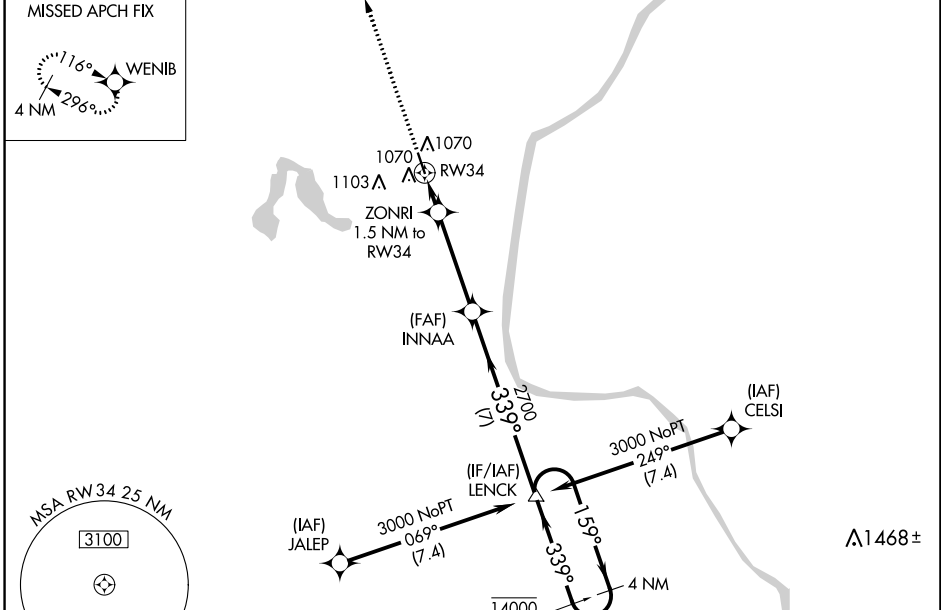 MISSED APCH FIX
116°
WENIB
4 NM
296°
1070
1070
RW34
1103
ZONRI
1.5 NM to
RW34
(FAF)
INNAA
2700
339°
(7)
(IAF)
CELSI
3000 NoPT
249°
(7.4)
(IF/IAF)
LENCK
MSA RW34 25 NM
3100
(IAF)
JALEP
3000 NoPT
069°
(7.4)
159°
339°
1468±
4 NM
14000